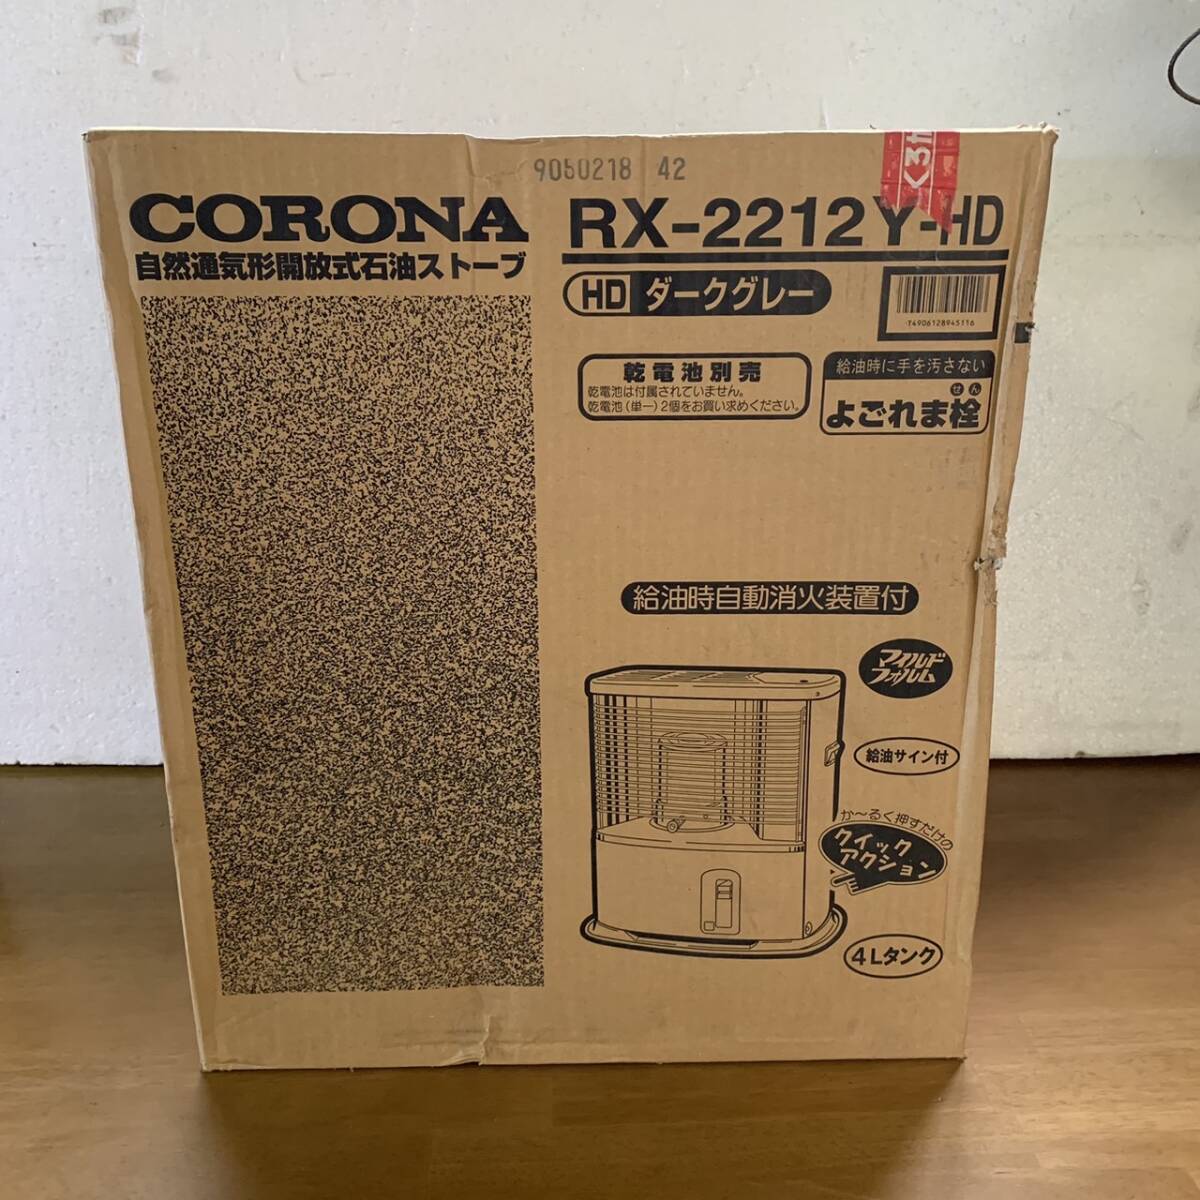 9050218 42
CORONA
自然通気形開放式石油ストーブ
RX-2212Y-HD
HD ダークグレー
T4906128945116
乾電池別売
乾電池は付属されていません。
乾電池(単一)2個をお買い求めください。
給油時に手を汚さない
せん
よごれま栓
給油時自動消火装置付
マイルド
フォルム
給油サイン付
か〜るく押すだけの
クイック
アクション
4Lタンク